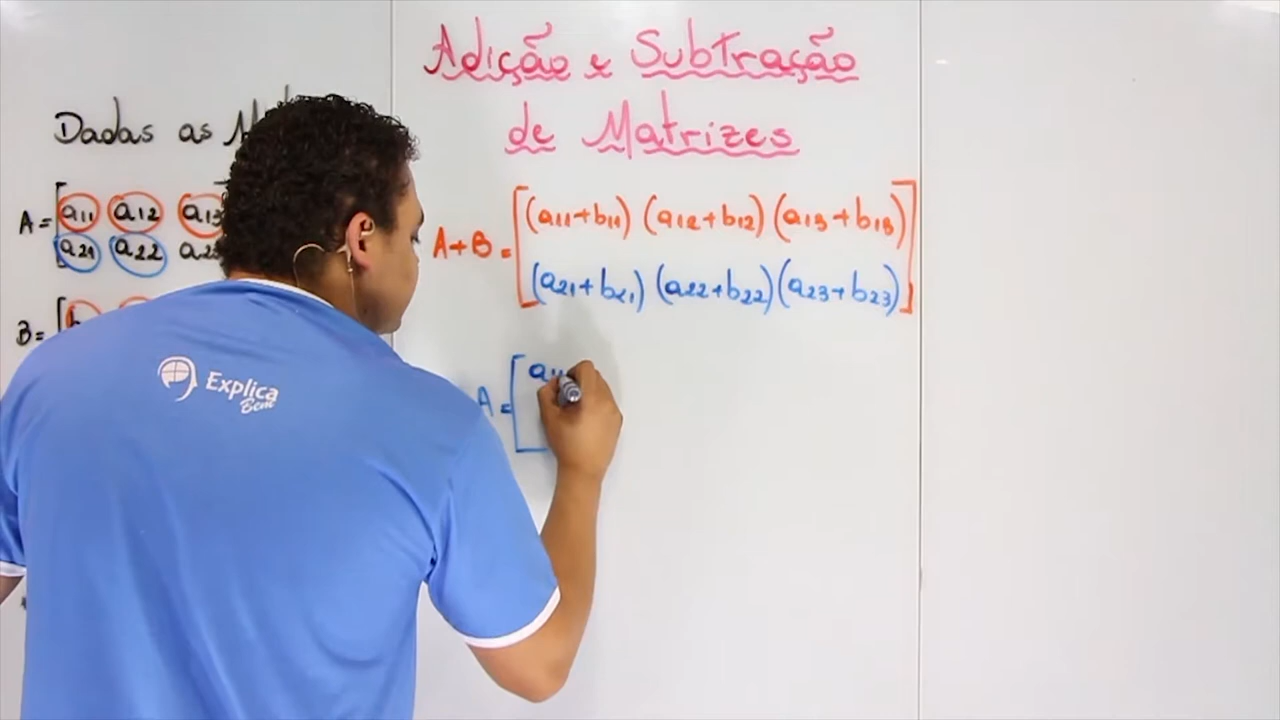 Adição e Subtração
de Matrizes
Dadas as
A = [a11 a12 a13
a21 a22
A+B = [(a11+b11) (a12+b12) (a13+b13)]
(a21+b21) (a22+b22) (a23+b23)]
B = [
A = [
Explica
Bem